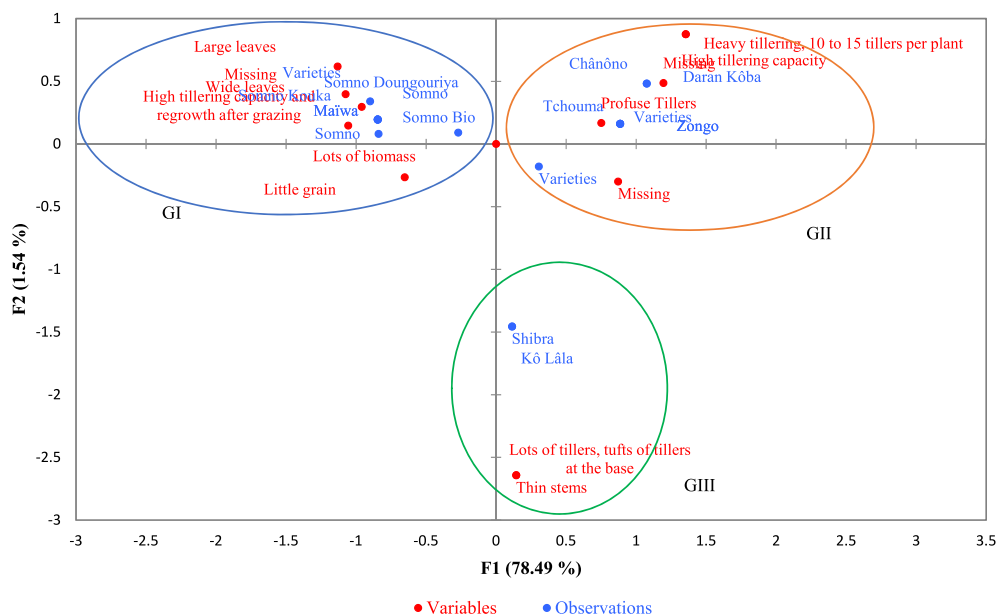 1
0.5
0
-0.5
-1
-1.5
-2
-2.5
-3
F2 (1.54 %)
Large leaves
Missing
Varieties
Wide leaves
Somno Doungouriya
Somno
High tillering capacity and
regrowth after grazing
Maïwa
Somno Bio
Somno
Lots of biomass
Little grain
GI
Heavy tillering, 10 to 15 tillers per plant
Chânôno
Missing
High tillering capacity
Daran Kôba
Tchouma
Profuse Tillers
Varieties
Zongo
Varieties
Missing
GII
Shibra
Kô Lâla
Lots of tillers, tufts of tillers
at the base
Thin stems
GIII
-3 -2.5 -2 -1.5 -1 -0.5 0 0.5 1 1.5 2 2.5 3 3.5
F1 (78.49 %)
Variables Observations